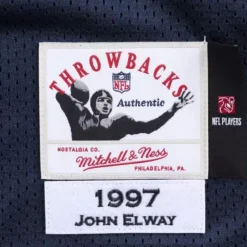 THROWBACKS
NFL
Authentic
NOSTALGIA CO.
Mitchell & Ness
PHILADELPHIA, PA.
NFL PLAYERS
1997
JOHN ELWAY